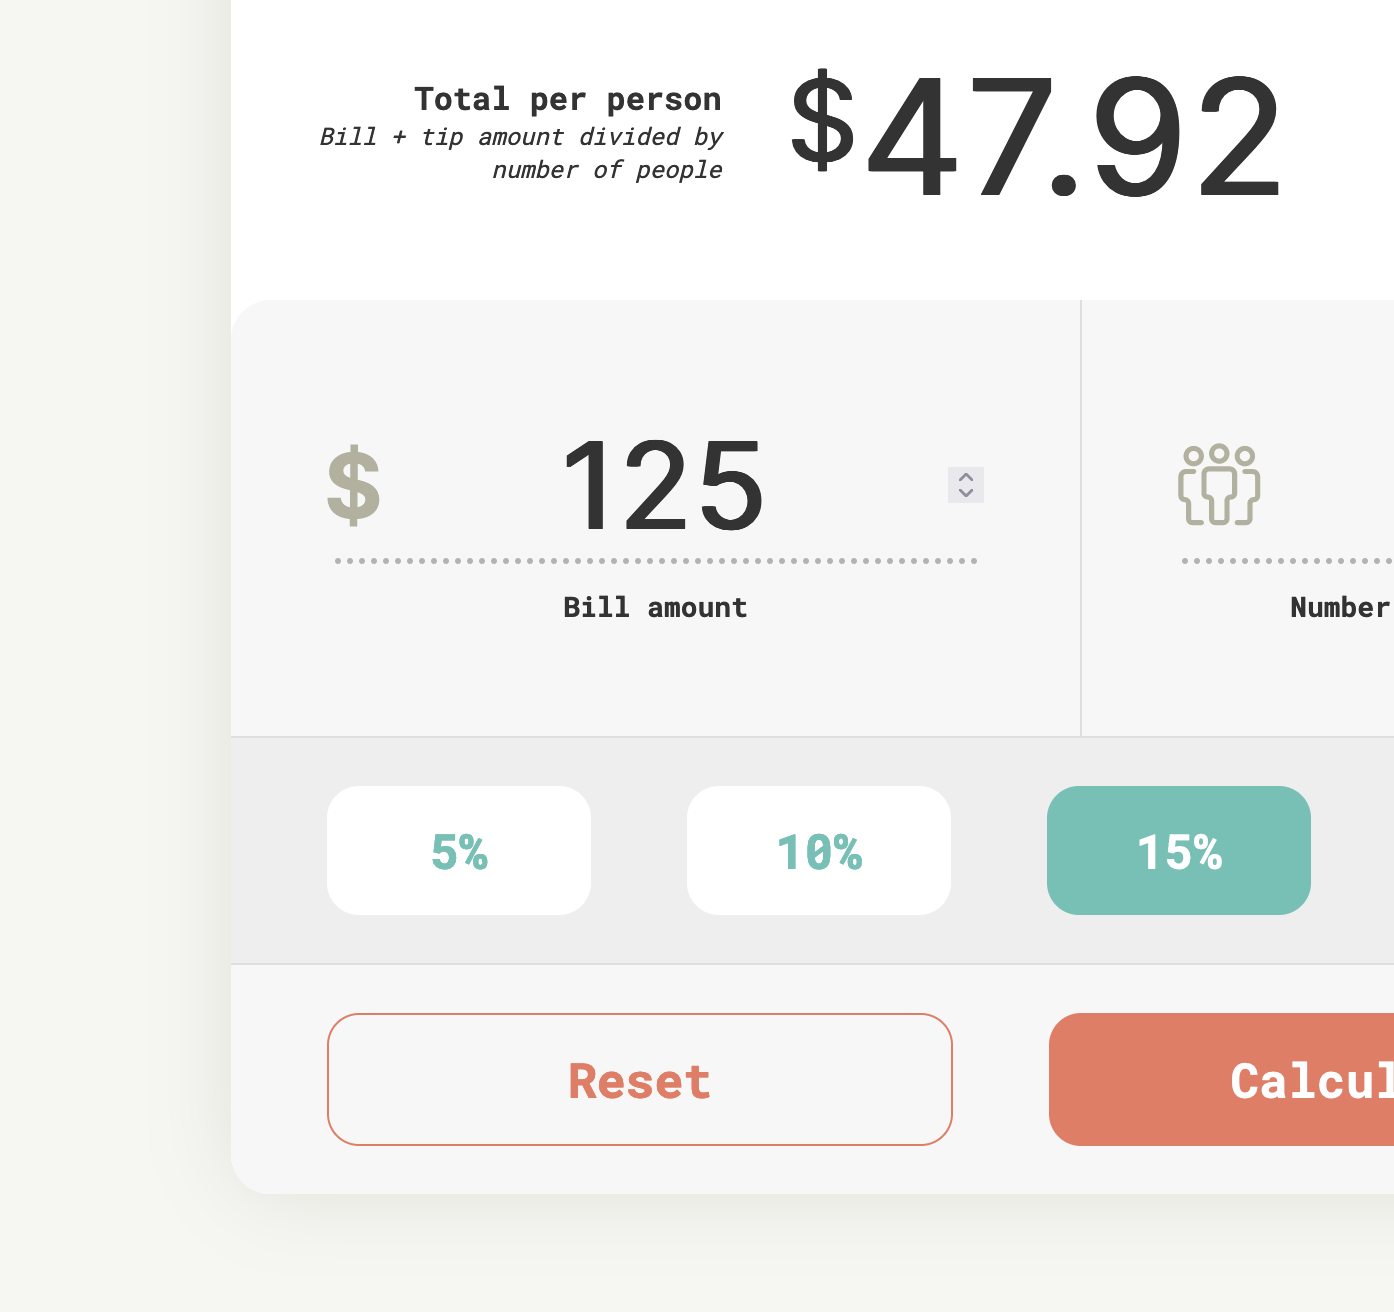 Total per person
Bill + tip amount divided by
number of people
$47.92
$ 125
Bill amount
Number
5% 10% 15%
Reset
Calcul